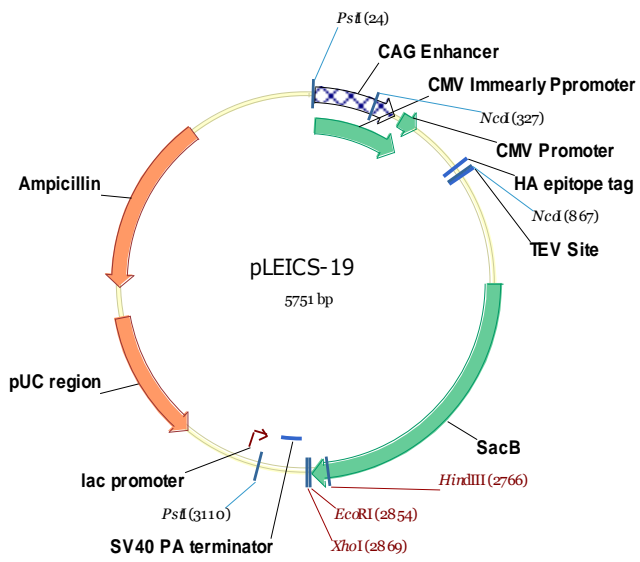 PstI (24)
CAG Enhancer
CMV Immearly Ppromoter
NcoI (327)
CMV Promoter
HA epitope tag
NcoI (867)
TEV Site
Ampicillin
pLEICS-19
5751 bp
pUC region
SacB
lac promoter
HindIII (2766)
PstI (3110)
EcoRI (2854)
SV40 PA terminator
XhoI (2869)